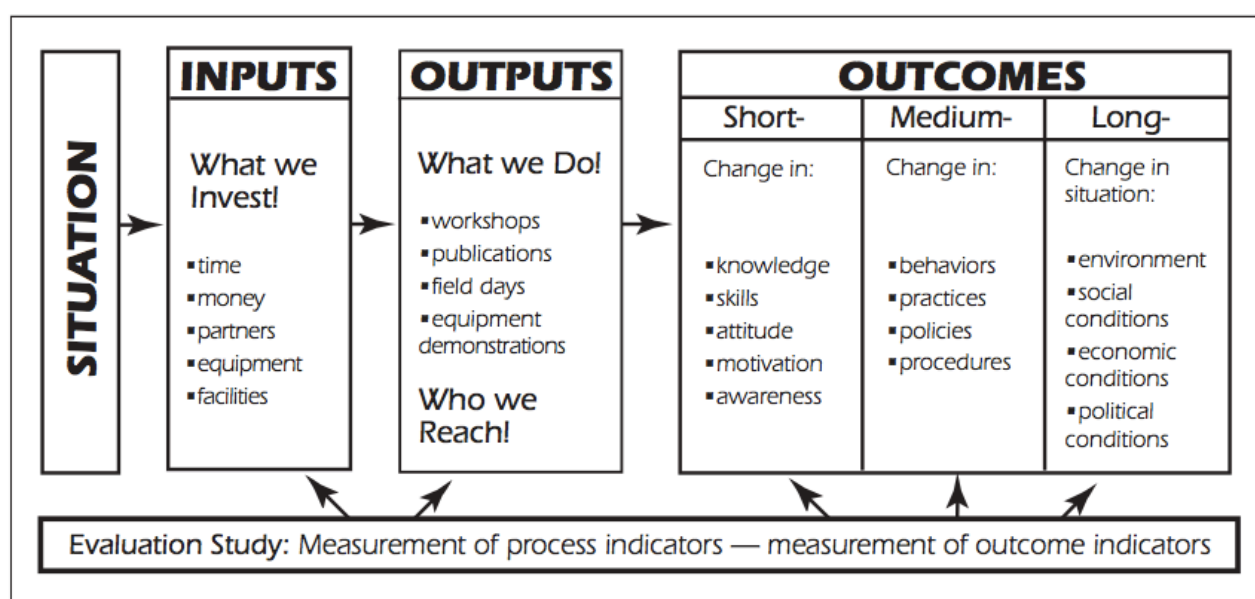 SITUATION
INPUTS
What we
Invest!
▪time
▪money
▪partners
▪equipment
▪facilities
OUTPUTS
What we Do!
▪workshops
▪publications
▪field days
▪equipment
demonstrations
Who we
Reach!
OUTCOMES
Short-
Change in:
▪knowledge
▪skills
▪attitude
▪motivation
▪awareness
Medium-
Change in:
▪behaviors
▪practices
▪policies
▪procedures
Long-
Change in
situation:
▪environment
▪social
conditions
▪economic
conditions
▪political
conditions
Evaluation Study: Measurement of process indicators — measurement of outcome indicators